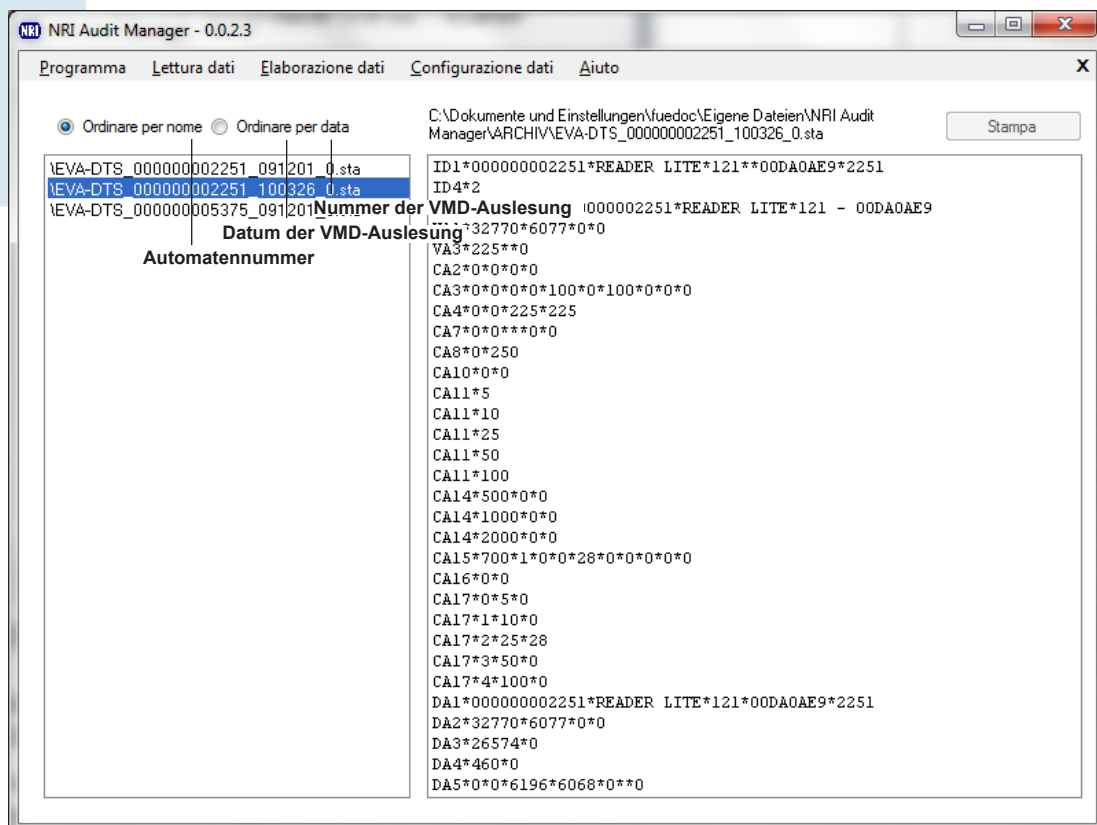 NRI Audit Manager - 0.0.2.3
Programma Lettura dati Elaborazione dati Configurazione dati Aiuto X
Ordinare per nome Ordinare per data
C:\Dokumente und Einstellungen\fuedoc\Eigene Dateien\NRI Audit
Manager\ARCHIV\EVA-DTS_000000002251_100326_0.sta
Stampa
\EVA-DTS_000000002251_091201_0.sta
\EVA-DTS_000000002251_100326_0.sta
\EVA-DTS_000000005375_091201
Nummer der VMD-Auslesung
Datum der VMD-Auslesung
Automatennummer
ID1*000000002251*READER LITE*121**00DA0AE9*2251
ID4*2
000002251*READER LITE*121 - 00DA0AE9
*32770*6077*0*0
VA3*225**0
CA2*0*0*0*0
CA3*0*0*0*0*100*0*100*0*0*0
CA4*0*0*225*225
CA7*0*0***0*0
CA8*0*250
CA10*0*0
CA11*5
CA11*10
CA11*25
CA11*50
CA11*100
CA14*500*0*0
CA14*1000*0*0
CA14*2000*0*0
CA15*700*1*0*0*28*0*0*0*0*0
CA16*0*0
CA17*0*5*0
CA17*1*10*0
CA17*2*25*28
CA17*3*50*0
CA17*4*100*0
DA1*000000002251*READER LITE*121*00DA0AE9*2251
DA2*32770*6077*0*0
DA3*26574*0
DA4*460*0
DA5*0*0*6196*6068*0**0